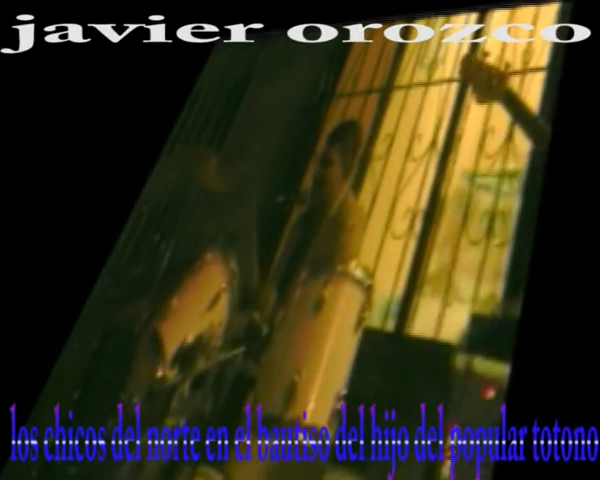 javier orozco
los chicos del norte en el bautiso del hijo del popular totono